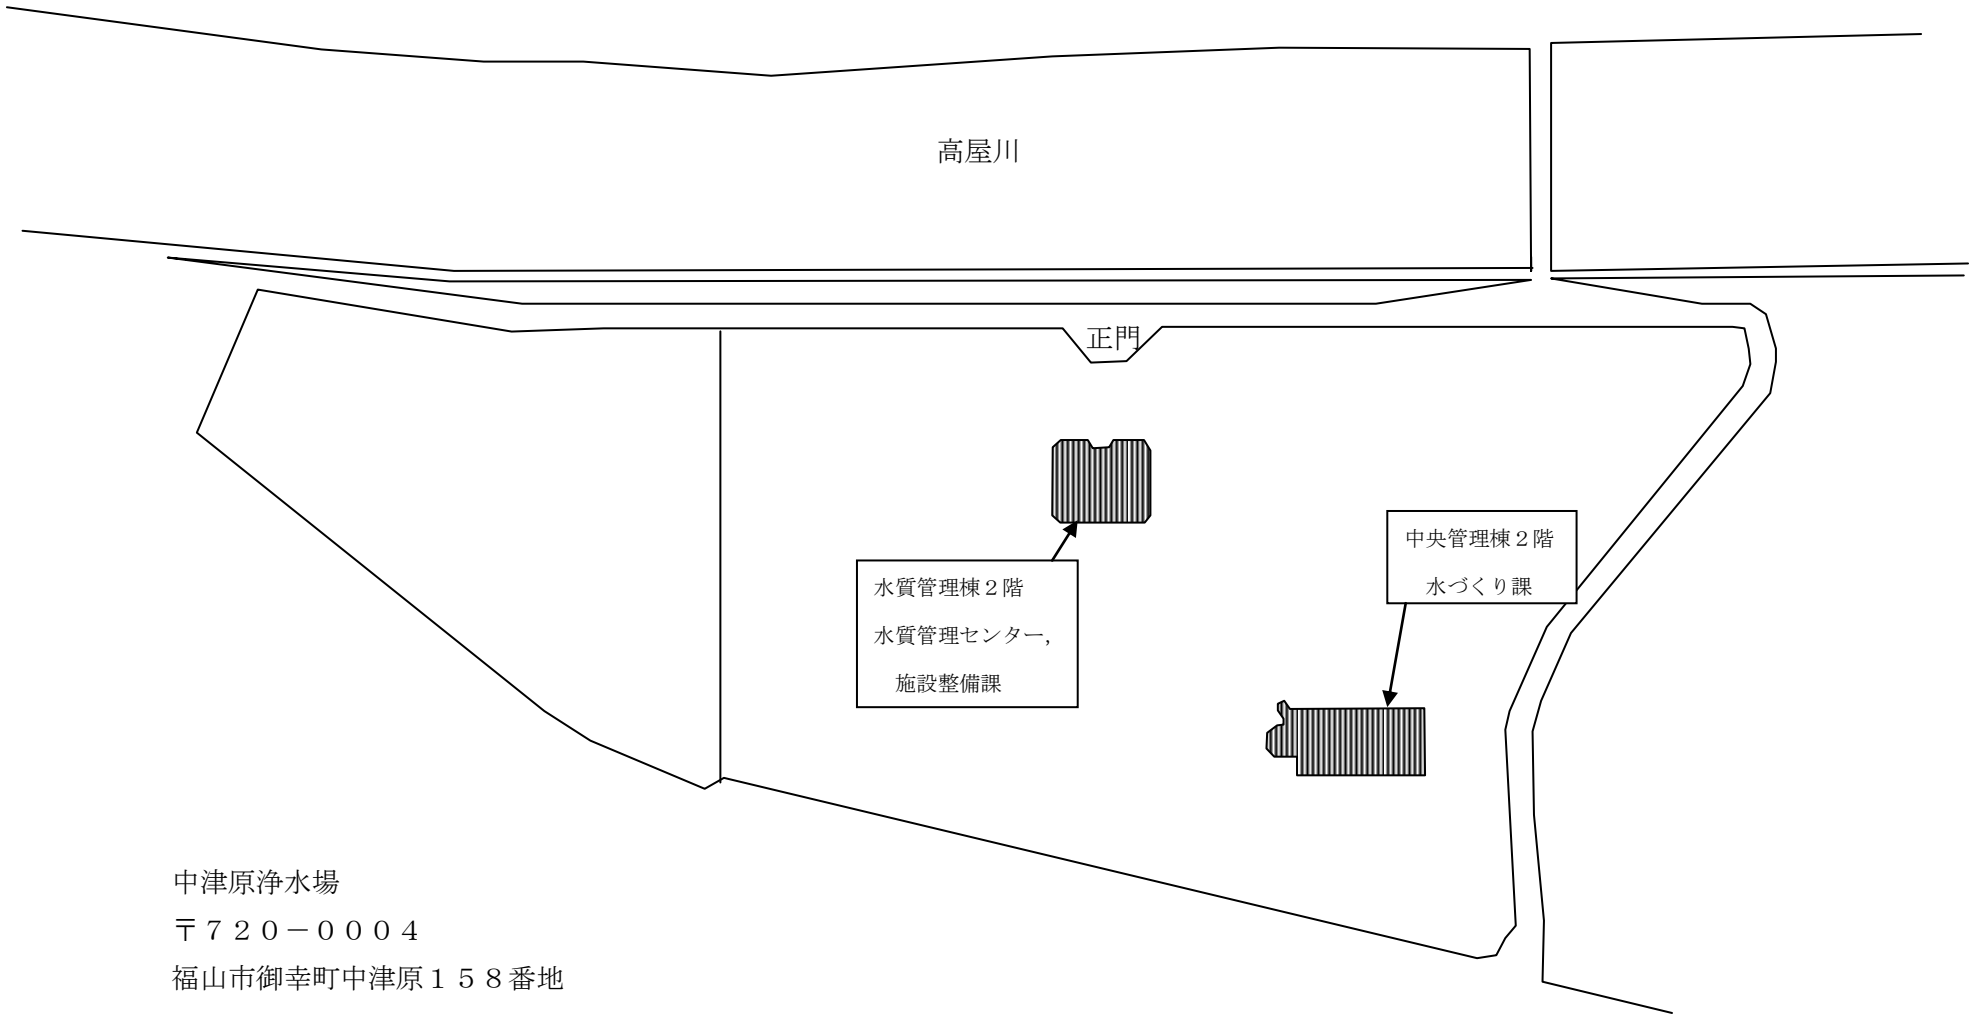 高屋川
正門
中央管理棟２階
水づくり課
水質管理棟２階
水質管理センター，
施設整備課
中津原浄水場
〒７２０－０００４
福山市御幸町中津原１５８番地